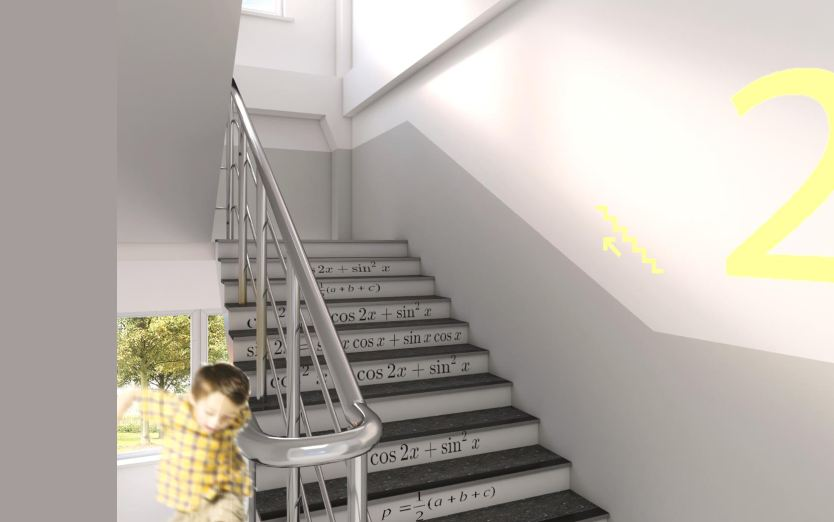 2
2x + sin² x
(a + b + c)
cos 2x + sin² x
x cos x + sin x cos x
cos 2x + sin² x
cos 2x + sin² x
p = 1/2 (a + b + c)